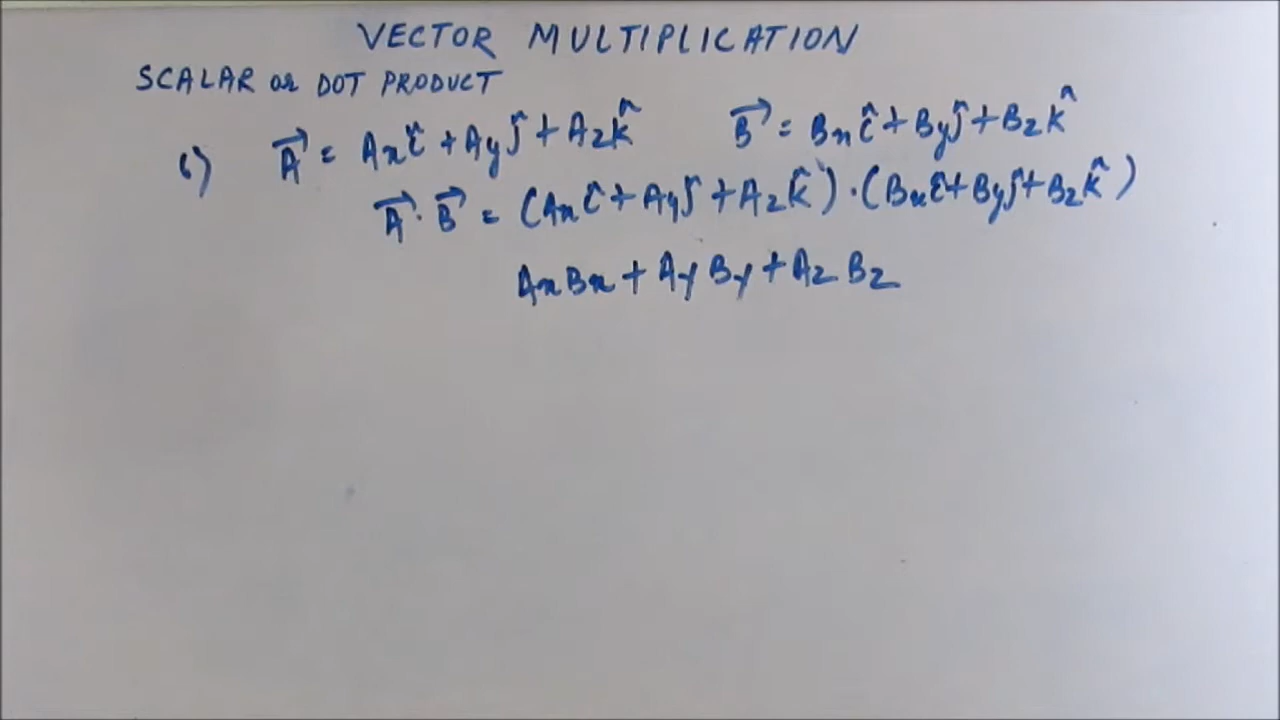 VECTOR MULTIPLICATION
SCALAR or DOT PRODUCT
6) A⃗ = Axî + Ayĵ + Azk̂ B⃗ = Bxî + Byĵ + Bzk̂
A⃗ · B⃗ = (Axî + Ayĵ + Azk̂) · (Bxî + Byĵ + Bzk̂)
AxBx + AyBy + AzBz